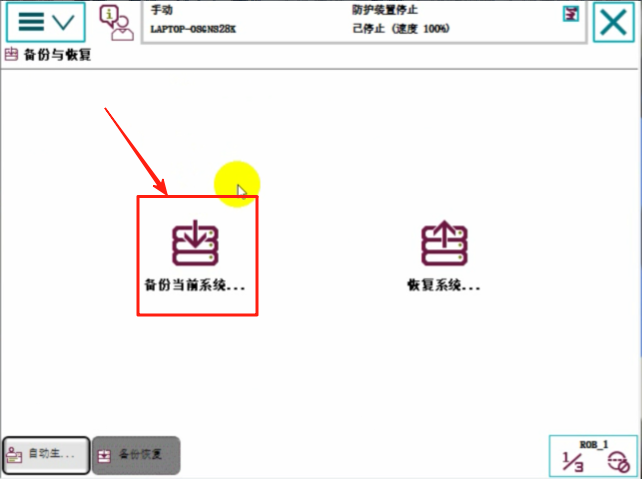 手动
防护装置停止
LAPTOP-OS6NS28X
已停止 (速度 100%)
备份与恢复
备份当前系统...
恢复系统...
自动生...
备份恢复
ROB_1
1/3